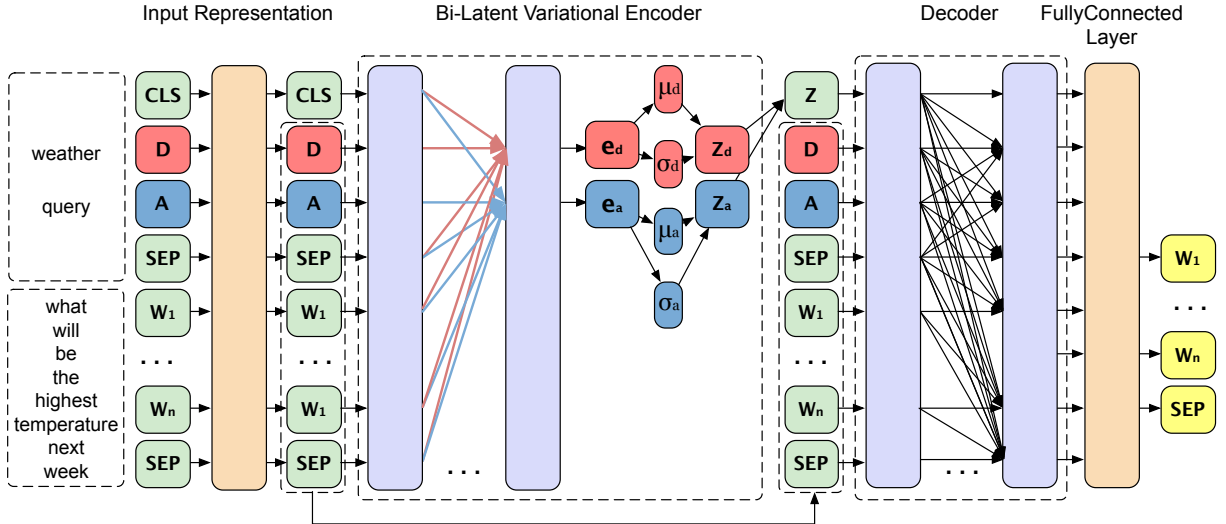 Input Representation
Bi-Latent Variational Encoder
Decoder
FullyConnected
Layer
weather
query
what
will
be
the
highest
temperature
next
week
CLS
D
A
SEP
W1
...
Wn
SEP
CLS
D
A
SEP
W1
...
W1
SEP
...
ed
ea
μd
σd
μa
σa
Zd
Za
Z
D
A
SEP
W1
...
Wn
SEP
...
W1
...
Wn
SEP